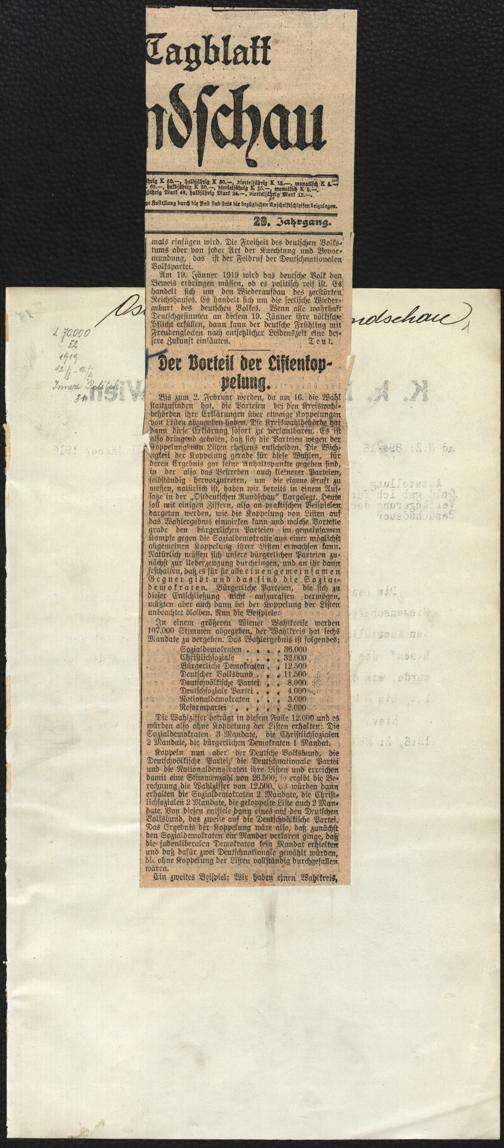 Tagblatt
ndschau
29. Jahrgang.
mals einfügen wird. Die Freiheit des deutschen Volks-
tums aber von jeder Art der Knechtung und Bevor-
mundung, das ist der Feldruf der Deutschnationalen
Volkspartei.
Am 19. Jänner 1919 wird das deutsche Volk den
Beweis erbringen müssen, ob es politisch reif ist. Es
handelt sich um den Wiederaufbau des zerstörten
Reichshauses. Es handelt sich um die seelische Wieder-
geburt des deutschen Volkes. Wenn alle wahrhaft
Deutschgesinnten an diesem 19. Jänner ihre völkische
Pflicht erfüllen, dann kann der deutsche Frühling mit
Freudenglocken nach entsetzlicher Leidenszeit eine bes-
sere Zukunft einläuten. Deul.
Der Vorteil der Listenkop-
pelung.
Bis zum 2. Februar werden, da am 16. die Wahl
stattzufinden hat, die Parteien bei den Kreiswahl-
behörden ihre Erklärungen über etwaige Koppelungen
von Listen abzugeben haben. Die Kreiswahlbehörde hat
dann diese Erklärung sofort zu verlautbaren. Es ist
also dringend geboten, daß sich die Parteien wegen der
Koppelung von Listen ehestens entscheiden. Die Wich-
tigkeit der Koppelung gerade für diese Wahlen, für
deren Ergebnis gar keine Anhaltspunkte gegeben sind,
in der also das Bestreben auch kleinerer Parteien,
selbständig hervorzutreten, um die eigene Kraft zu
messen, natürlich ist, haben wir bereits in einem Auf-
satze in der „Ostdeutschen Rundschau" dargelegt. Heute
soll mit einigen Ziffern, also an praktischen Beispielen
dargetan werden, wie die Koppelung von Listen auf
das Wahlergebnis einwirken kann und welche Vorteile
gerade den bürgerlichen Parteien im gemeinsamen
Kampfe gegen die Sozialdemokratie aus einer möglichst
allgemeinen Koppelung ihrer Listen erwachsen kann.
Natürlich müssen sich unsere bürgerlichen Parteien zu-
nächst zur Ueberzeugung durchringen, und an ihr dann
festhalten, daß es für sie alle einen gemeinsamen
Gegner gibt und das sind die Sozial-
demokraten. Bürgerliche Parteien, die sich zu
dieser Entschließung nicht aufzuraffen vermögen,
müßten aber auch dann bei der Koppelung der Listen
unbeachtet bleiben. Nun die Beispiele:
In einem größeren Wiener Wahlkreise werden
107.000 Stimmen abgegeben, der Wahlkreis hat sechs
Mandate zu vergeben. Das Wahlergebnis ist folgendes:
Sozialdemokraten . . . . . 36.000
Christlichsoziale . . . . . 32.000
Bürgerliche Demokraten . . 12.500
Deutscher Volksbund . . . 11.500
Deutschvölkische Partei . . 8.000
Deutschsoziale Partei . . . 4.000
Nationaldemokraten . . . . 3.000
Reformpartei . . . . . . 2.000
Die Wahlziffer beträgt in diesem Falle 12.000 und es
würden also ohne Koppelung der Listen erhalten: Die
Sozialdemokraten 3 Mandate, die Christlichsozialen
2 Mandate, die bürgerlichen Demokraten 1 Mandat.
Koppeln nun aber der Deutsche Volksbund, die
Deutschvölkische Partei, die Deutschnationale Partei
und die Nationaldemokraten ihre Listen und erreichen
damit eine Stimmenzahl von 26.500, so ergibt die Be-
rechnung die Wahlziffer von 12.500. Es würden dann
erhalten die Sozialdemokraten 2 Mandate, die Christ-
lichsozialen 2 Mandate, die gekoppelte Liste auch 2 Man-
date. Von diesen entfiele dann eines auf den Deutschen
Volksbund, das zweite auf die Deutschvölkische Partei.
Das Ergebnis der Koppelung wäre also, daß zunächst
den Sozialdemokraten ein Mandat verloren ginge, daß
die judenliberalen Demokraten kein Mandat erhielten
und daß dafür zwei Deutschnationale gewählt würden,
die ohne Koppelung der Listen vollständig durchgefallen
wären.
Ein zweites Beispiel: Wir haben einen Wahlkreis,